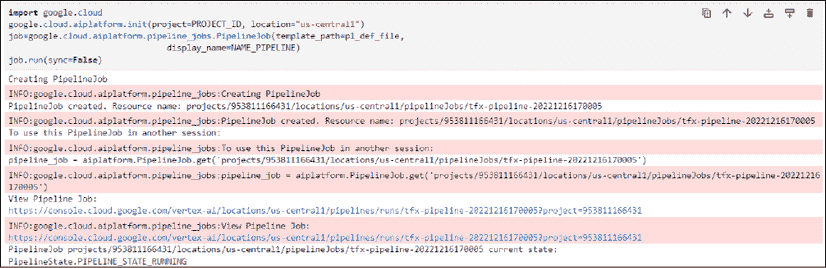 import google.cloud
google.cloud.aiplatform.init(project=PROJECT_ID, location="us-central1")
job=google.cloud.aiplatform.pipeline_jobs.PipelineJob(template_path=pl_def_file,
display_name=NAME_PIPELINE)
job.run(sync=False)
Creating PipelineJob
INFO:google.cloud.aiplatform.pipeline_jobs:Creating PipelineJob
PipelineJob created. Resource name: projects/953811166431/locations/us-central1/pipelineJobs/tfx-pipeline-20221216170005
INFO:google.cloud.aiplatform.pipeline_jobs:PipelineJob created. Resource name: projects/953811166431/locations/us-central1/pipelineJobs/tfx-pipeline-20221216170005
To use this PipelineJob in another session:
INFO:google.cloud.aiplatform.pipeline_jobs:To use this PipelineJob in another session:
pipeline_job = aiplatform.PipelineJob.get('projects/953811166431/locations/us-central1/pipelineJobs/tfx-pipeline-20221216170005')
INFO:google.cloud.aiplatform.pipeline_jobs:pipeline_job = aiplatform.PipelineJob.get('projects/953811166431/locations/us-central1/pipelineJobs/tfx-pipeline-20221216
170005')
View Pipeline Job:
https://console.cloud.google.com/vertex-ai/locations/us-central1/pipelines/runs/tfx-pipeline-20221216170005?project=953811166431
INFO:google.cloud.aiplatform.pipeline_jobs:View Pipeline Job:
https://console.cloud.google.com/vertex-ai/locations/us-central1/pipelines/runs/tfx-pipeline-20221216170005?project=953811166431
PipelineJob projects/953811166431/locations/us-central1/pipelineJobs/tfx-pipeline-20221216170005 current state:
PipelineState.PIPELINE_STATE_RUNNING